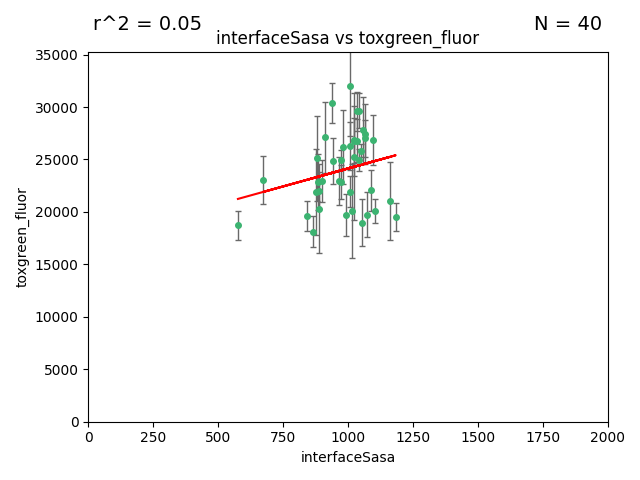 r^2 = 0.05
N = 40
interfaceSasa vs toxgreen_fluor
35000
30000
25000
20000
15000
10000
5000
0
toxgreen_fluor
0 250 500 750 1000 1250 1500 1750 2000
interfaceSasa